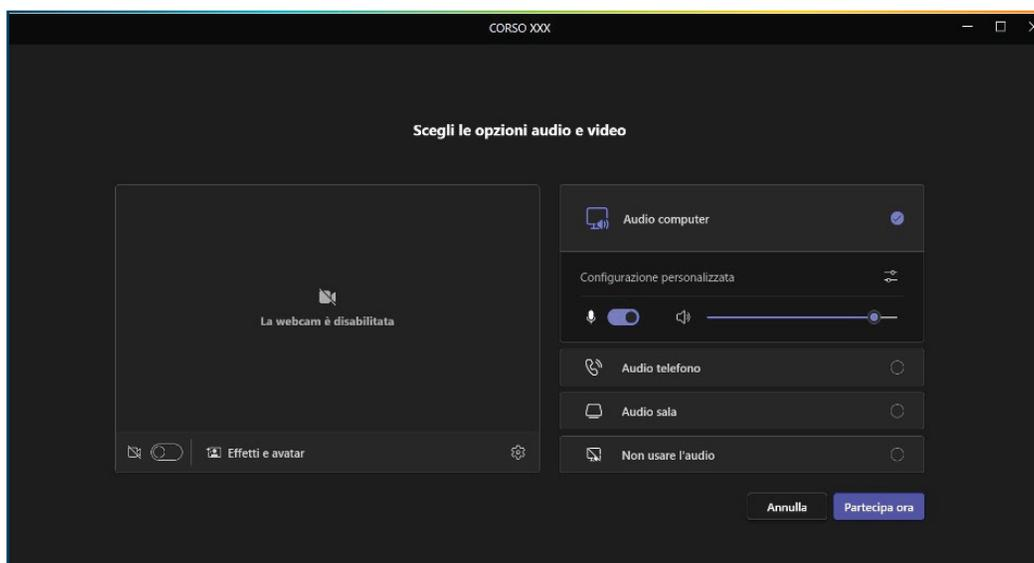 CORSO XXX
Scegli le opzioni audio e video
La webcam è disabilitata
Effetti e avatar
Audio computer
Configurazione personalizzata
Audio telefono
Audio sala
Non usare l'audio
Annulla
Partecipa ora